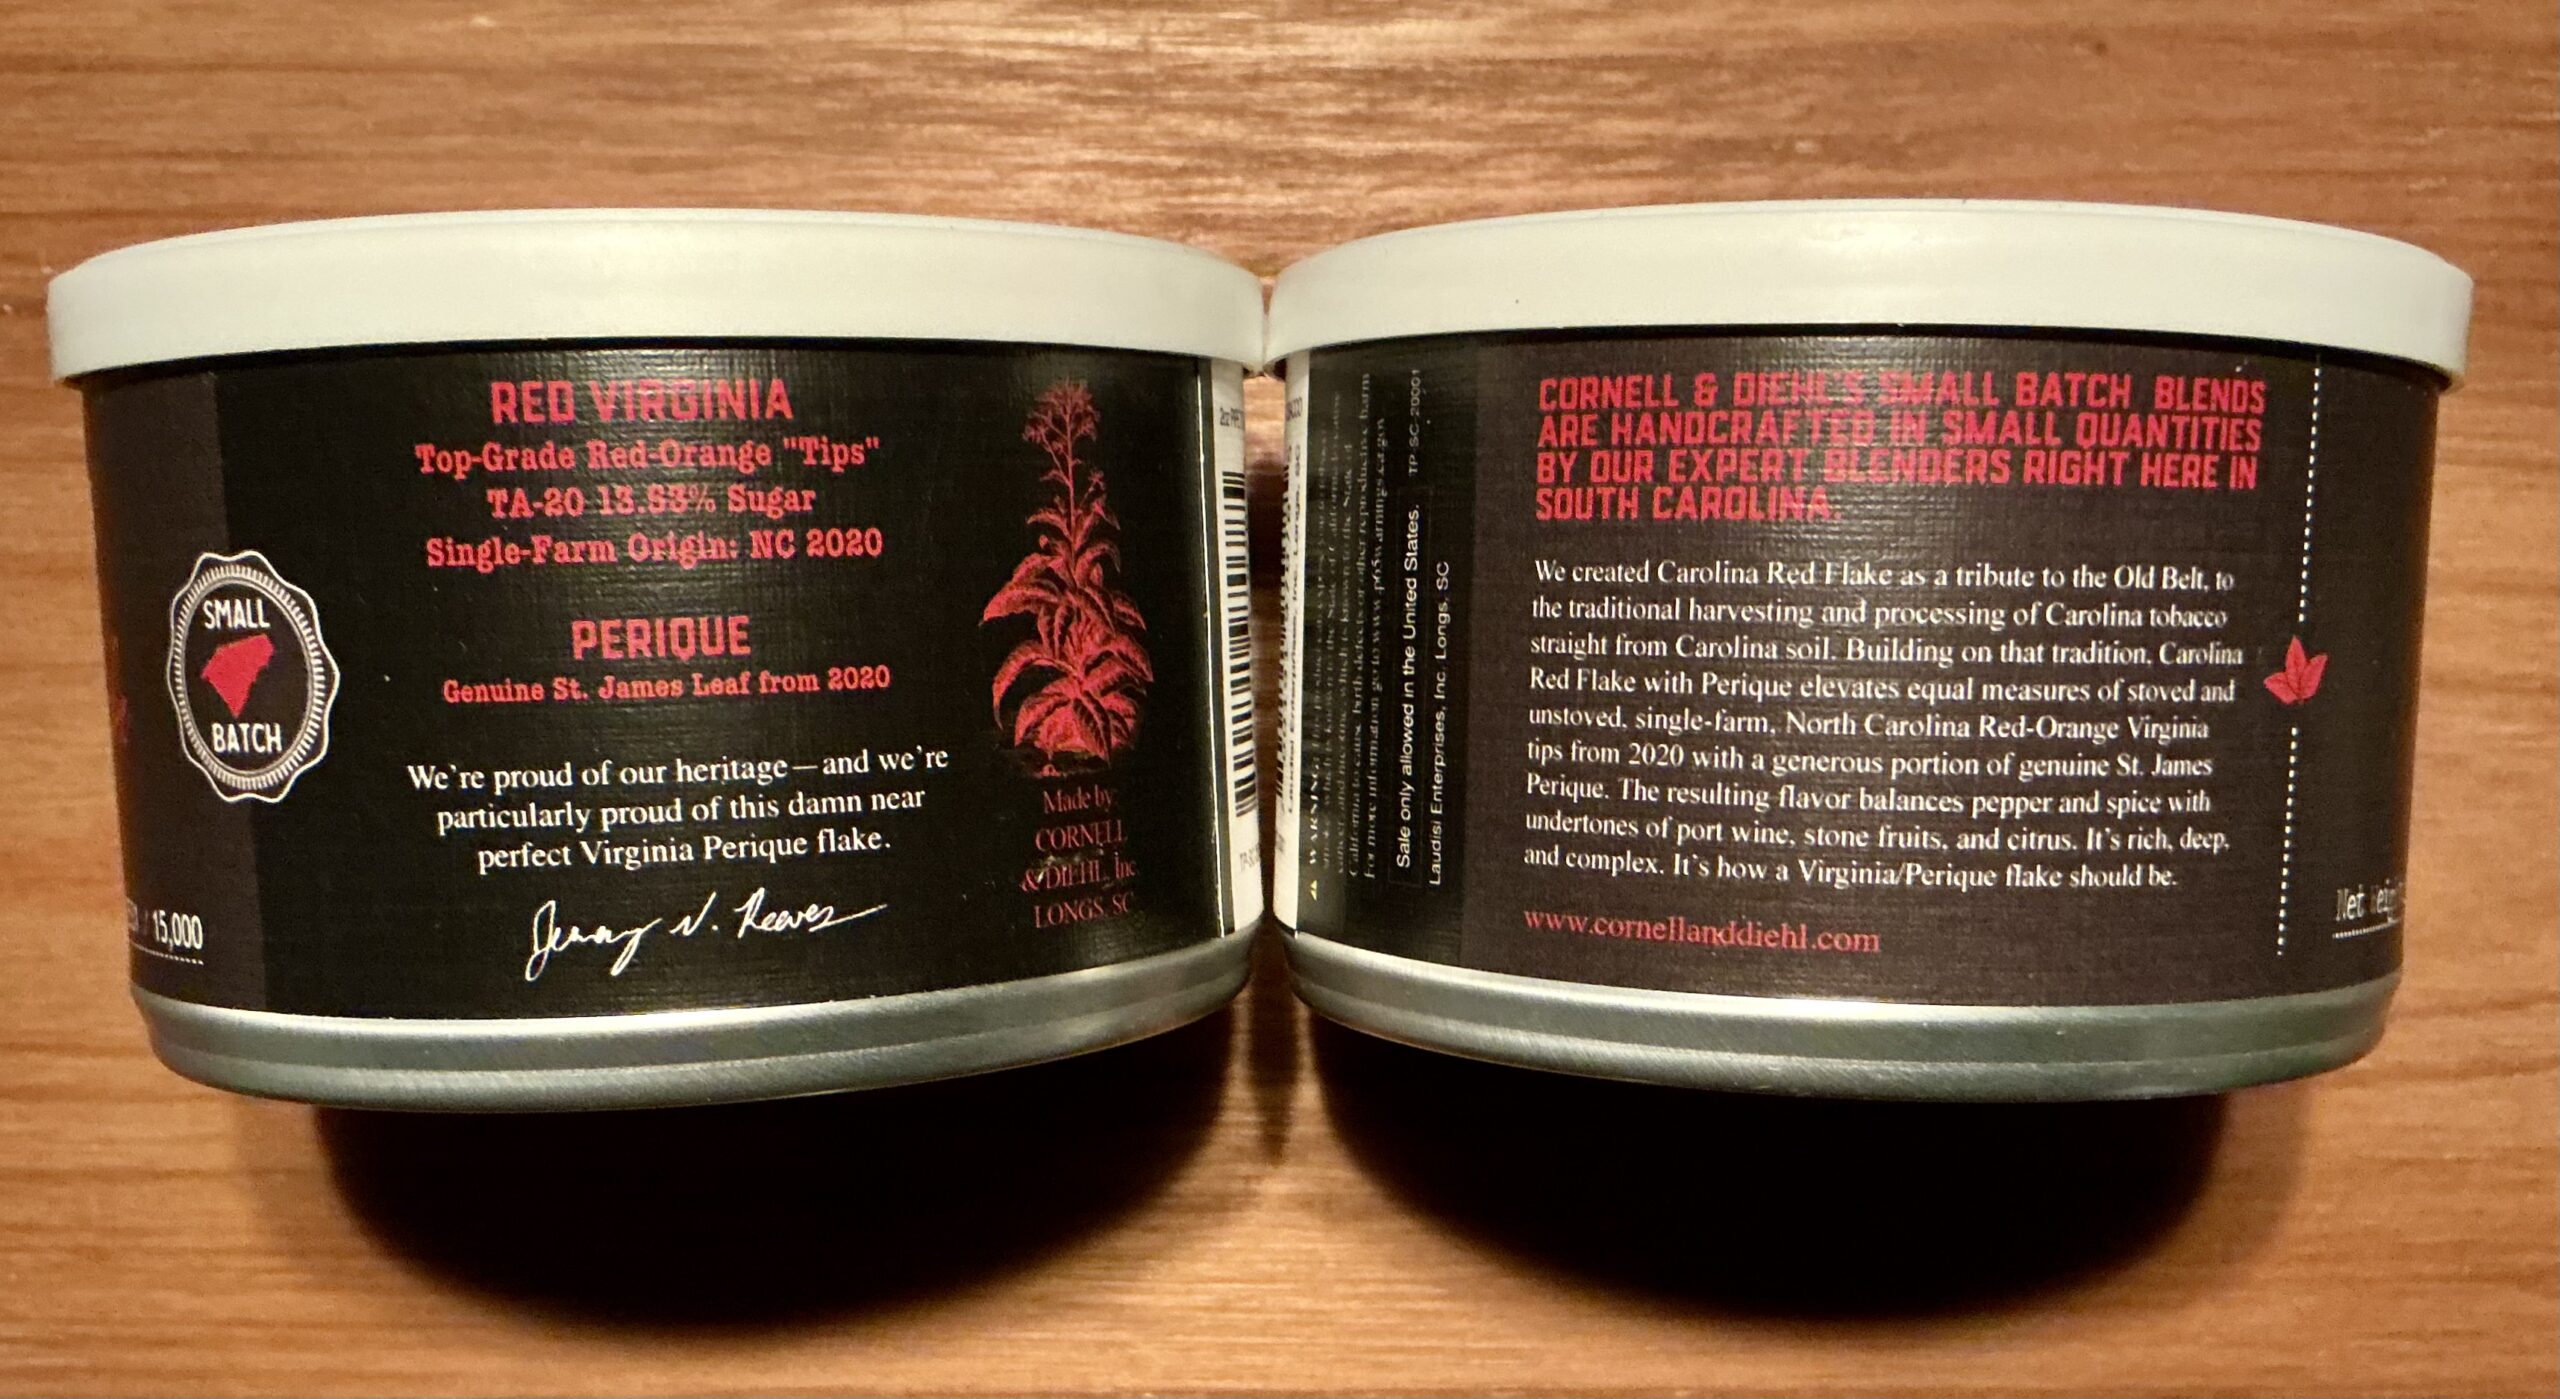 RED VIRGINIA
Top-Grade Red-Orange "Tips"
TA-20 13.53% Sugar
Single-Farm Origin: NC 2020
PERIQUE
Genuine St. James Leaf from 2020
We're proud of our heritage—and we're
particularly proud of this damn near
perfect Virginia Perique flake.
Jeremy N. Reeves
SMALL
BATCH
/ 15,000
Made by
CORNELL
& DIEHL, Inc.
LONGS, SC
WARNING:
Sale only allowed in the United States.
TP-SC-20001
Laudisi Enterprises, Inc. Longs, SC
CORNELL & DIEHL'S SMALL BATCH BLENDS
ARE HANDCRAFTED IN SMALL QUANTITIES
BY OUR EXPERT BLENDERS RIGHT HERE IN
SOUTH CAROLINA.
We created Carolina Red Flake as a tribute to the Old Belt, to
the traditional harvesting and processing of Carolina tobacco
straight from Carolina soil. Building on that tradition, Carolina
Red Flake with Perique elevates equal measures of stoved and
unstoved, single-farm, North Carolina Red-Orange Virginia
tips from 2020 with a generous portion of genuine St. James
Perique. The resulting flavor balances pepper and spice with
undertones of port wine, stone fruits, and citrus. It's rich, deep,
and complex. It's how a Virginia/Perique flake should be.
www.cornellanddiehl.com
Net